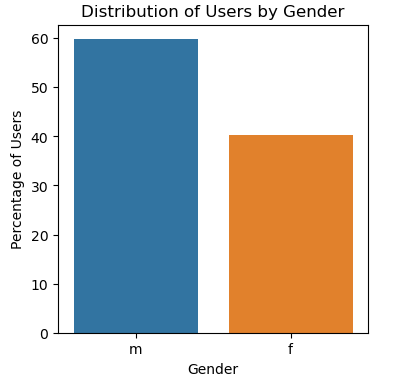 Distribution of Users by Gender
60
50
40
30
20
10
0
Percentage of Users
m
f
Gender